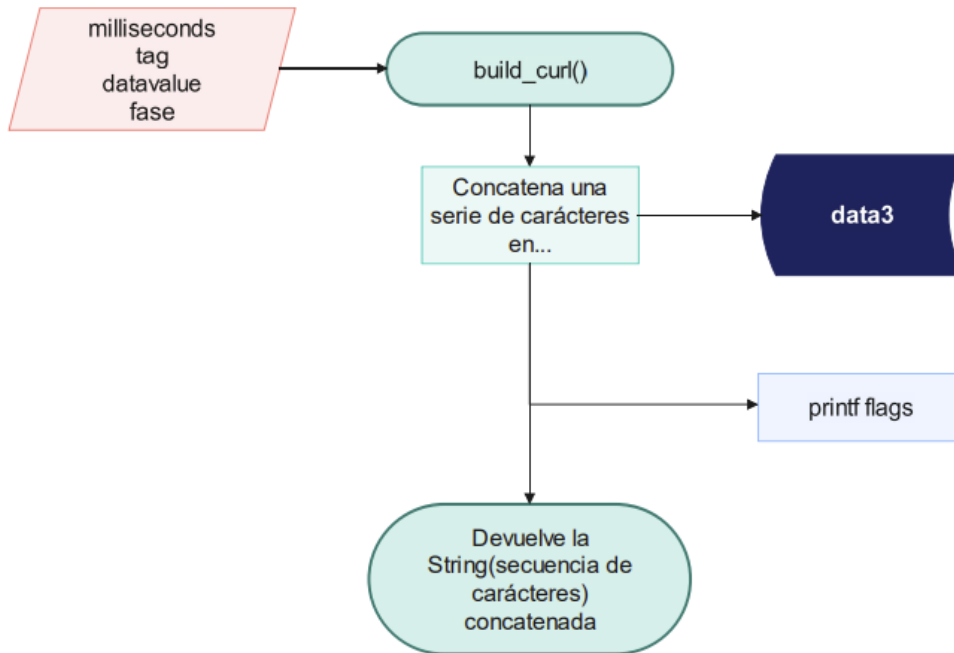 milliseconds
tag
datavalue
fase
build_curl()
Concatena una
serie de carácteres
en...
data3
printf flags
Devuelve la
String(secuencia de
carácteres)
concatenada